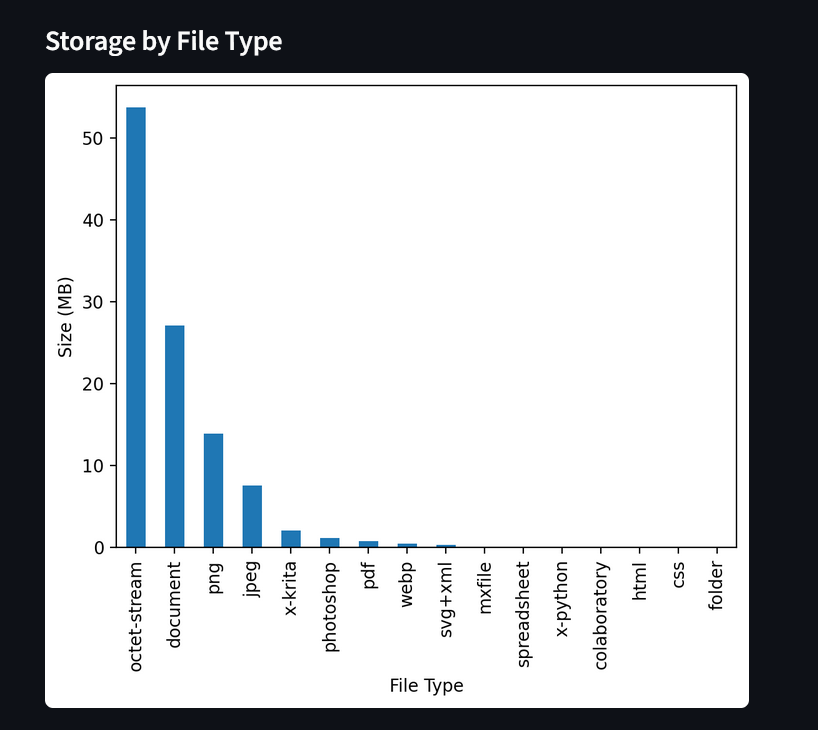 Storage by File Type
50
40
30
20
10
0
Size (MB)
octet-stream
document
png
jpeg
x-krita
photoshop
pdf
webp
svg+xml
mxfile
spreadsheet
x-python
colaboratory
html
css
folder
File Type